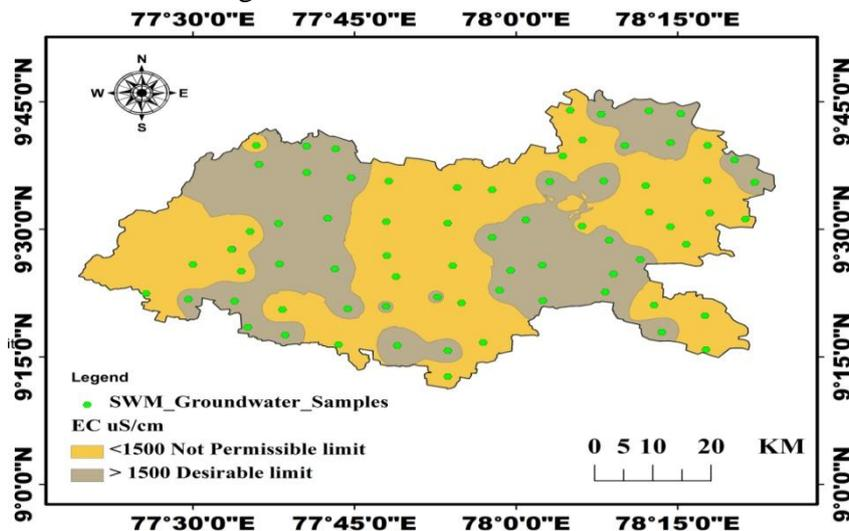 77°30'0"E 77°45'0"E 78°0'0"E 78°15'0"E
N
W E
S
9°45'0"N 9°45'0"N
9°30'0"N 9°30'0"N
9°15'0"N 9°15'0"N
9°0'0"N 9°0'0"N
Legend
SWM_Groundwater_Samples
EC uS/cm
<1500 Not Permissible limit
> 1500 Desirable limit
0 5 10 20 KM
77°30'0"E 77°45'0"E 78°0'0"E 78°15'0"E